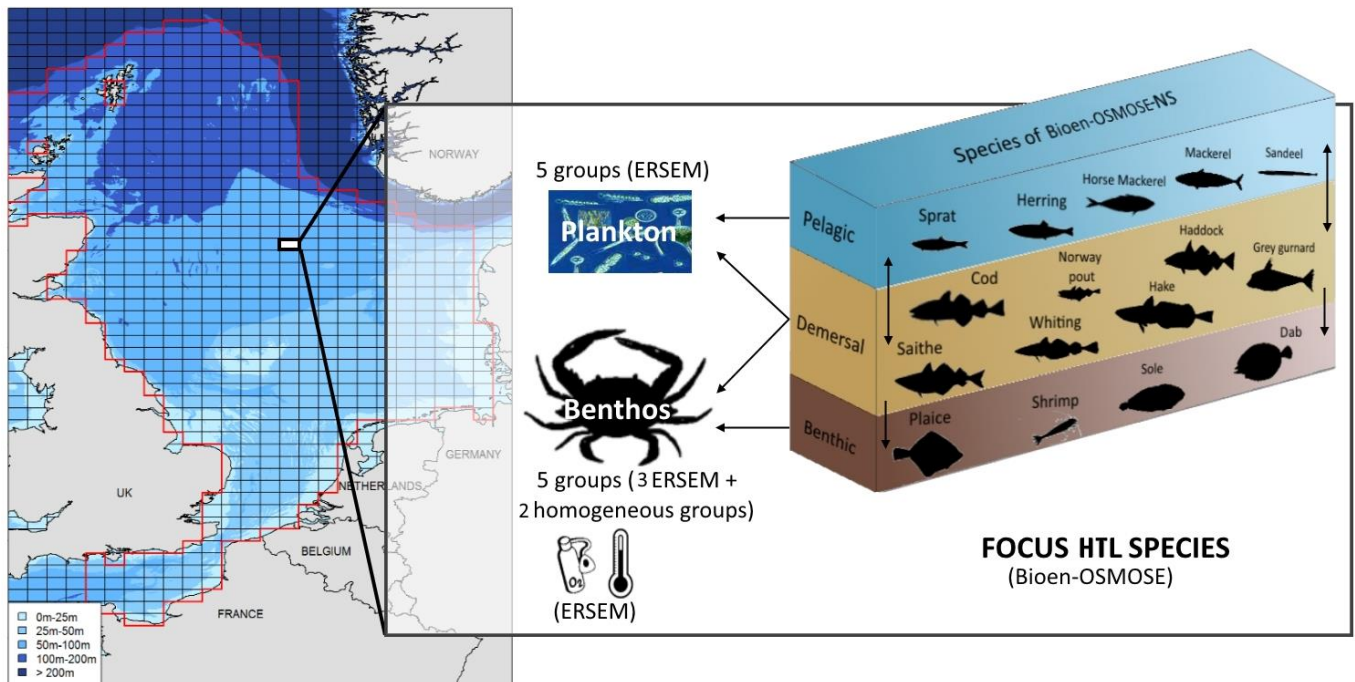 NORWAY
UK
NETHERLANDS
GERMANY
BELGIUM
FRANCE
0m-25m
25m-50m
50m-100m
100m-200m
> 200m
5 groups (ERSEM)
Plankton
Benthos
5 groups (3 ERSEM +
2 homogeneous groups)
O2
(ERSEM)
Species of Bioen-OSMOSE-NS
Pelagic
Sprat
Herring
Horse Mackerel
Mackerel
Sandeel
Demersal
Cod
Norway
pout
Haddock
Grey gurnard
Saithe
Whiting
Hake
Benthic
Plaice
Shrimp
Sole
Dab
FOCUS HTL SPECIES
(Bioen-OSMOSE)